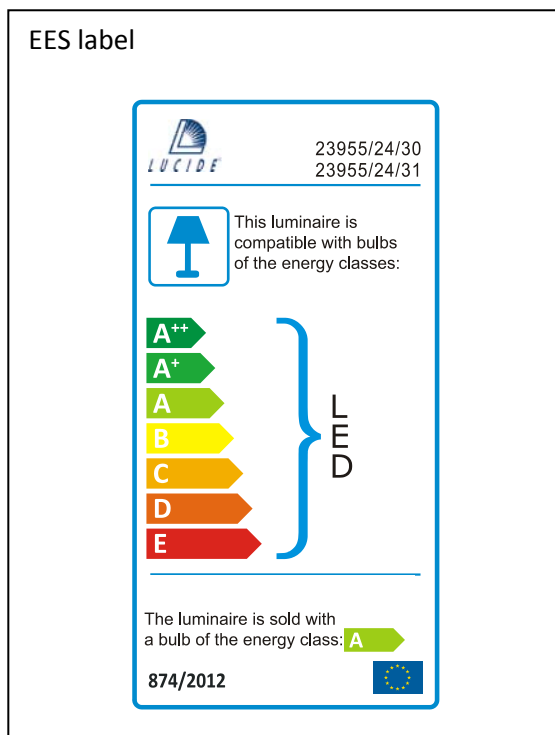 EES label
LUCIDE
23955/24/30
23955/24/31
This luminaire is
compatible with bulbs
of the energy classes:
A++
A+
A
B
C
D
E
L
E
D
The luminaire is sold with
a bulb of the energy class: A
874/2012